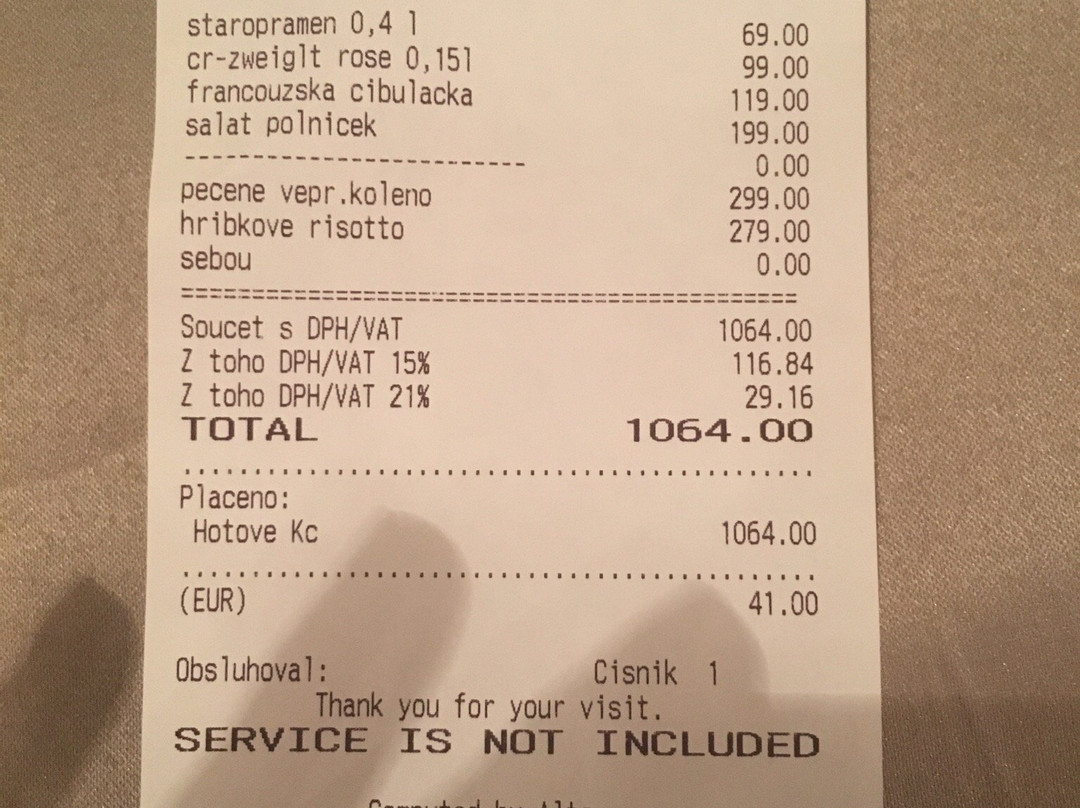 staropramen 0,4 l 69.00
cr-zweiglt rose 0,15l 99.00
francouzska cibulacka 119.00
salat polnicek 199.00
------------------------ 0.00
pecene vepr.koleno 299.00
hribkove risotto 279.00
sebou 0.00
============================================
Soucet s DPH/VAT 1064.00
Z toho DPH/VAT 15% 116.84
Z toho DPH/VAT 21% 29.16
TOTAL 1064.00
.............................................
Placeno:
Hotove Kc 1064.00
.............................................
(EUR) 41.00
Obsluhoval: Cisnik 1
Thank you for your visit.
SERVICE IS NOT INCLUDED